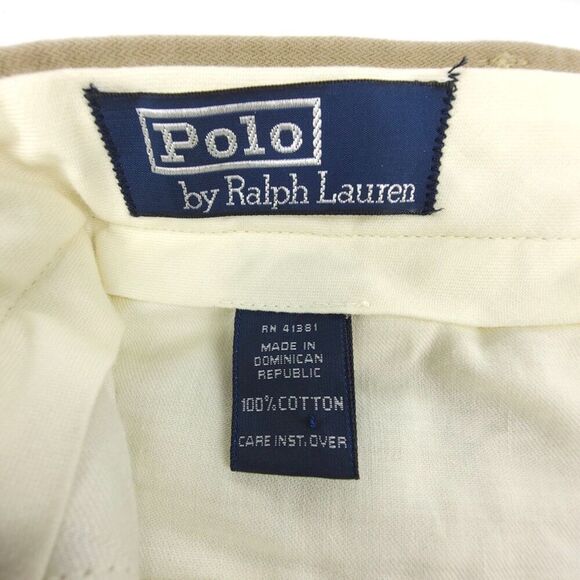 Polo
by Ralph Lauren
RN 41381
MADE IN
DOMINICAN
REPUBLIC
100% COTTON
CARE INST. OVER